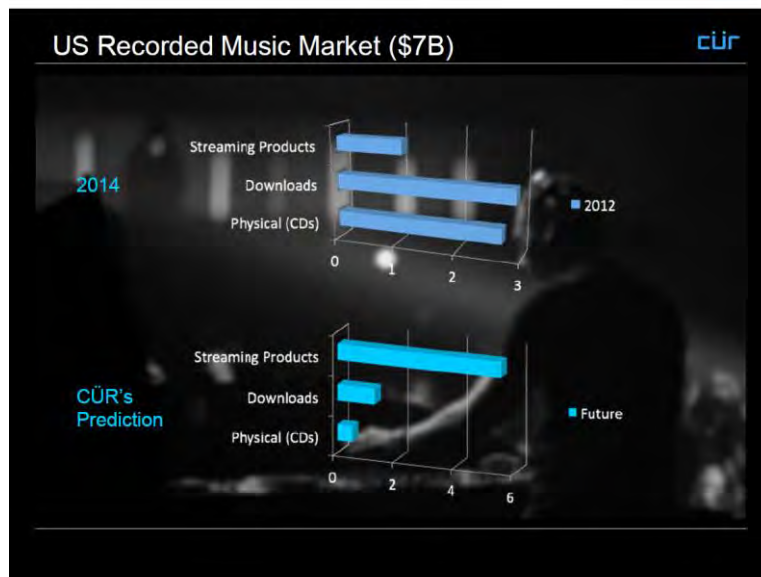 US Recorded Music Market ($7B)
cür
2014
Streaming Products
Downloads
Physical (CDs)
0
1
2
3
2012
CÜR's
Prediction
Streaming Products
Downloads
Physical (CDs)
0
2
4
6
Future